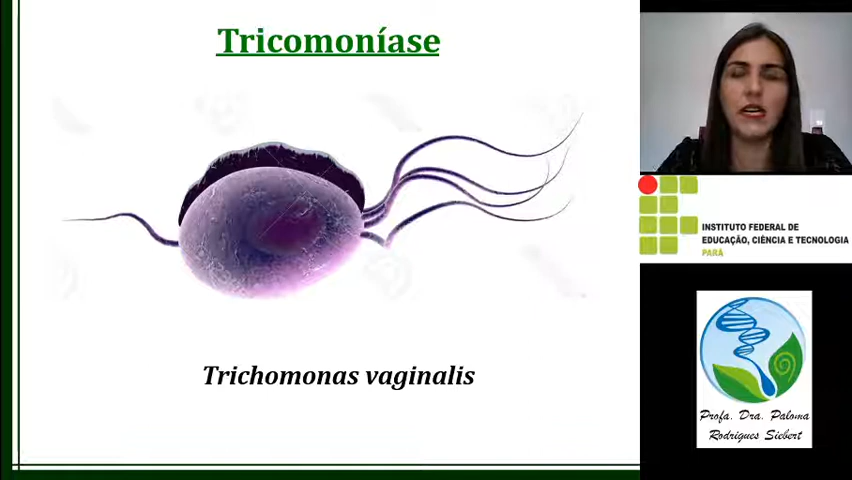 Tricomoníase
Trichomonas vaginalis
INSTITUTO FEDERAL DE
EDUCAÇÃO, CIÊNCIA E TECNOLOGIA
PARÁ
Profa. Dra. Paloma
Rodrigues Siebert